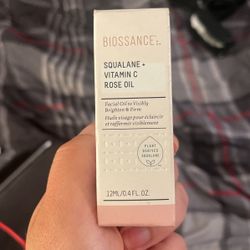 BIOSSANCE
SQUALANE +
VITAMIN C
ROSE OIL
Facial Oil to Visibly
Brighten & Firm
Huile visage pour éclaircir
et raffermir visiblement
PLANT
DERIVED
SQUALANE
12ML/0.4 FL. OZ.